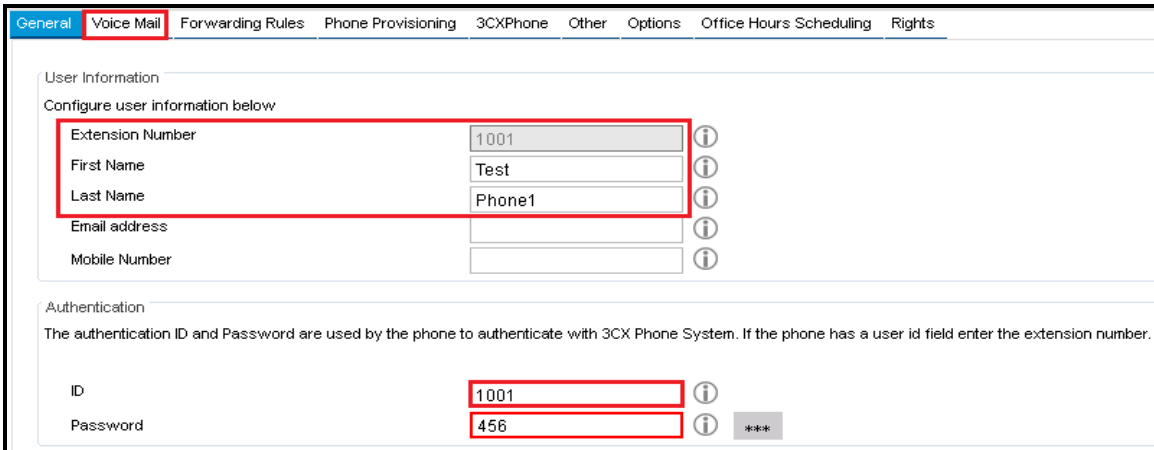 General Voice Mail Forwarding Rules Phone Provisioning 3CXPhone Other Options Office Hours Scheduling Rights
User Information
Configure user information below
Extension Number 1001
First Name Test
Last Name Phone1
Email address
Mobile Number
Authentication
The authentication ID and Password are used by the phone to authenticate with 3CX Phone System. If the phone has a user id field enter the extension number.
ID 1001
Password 456 ***